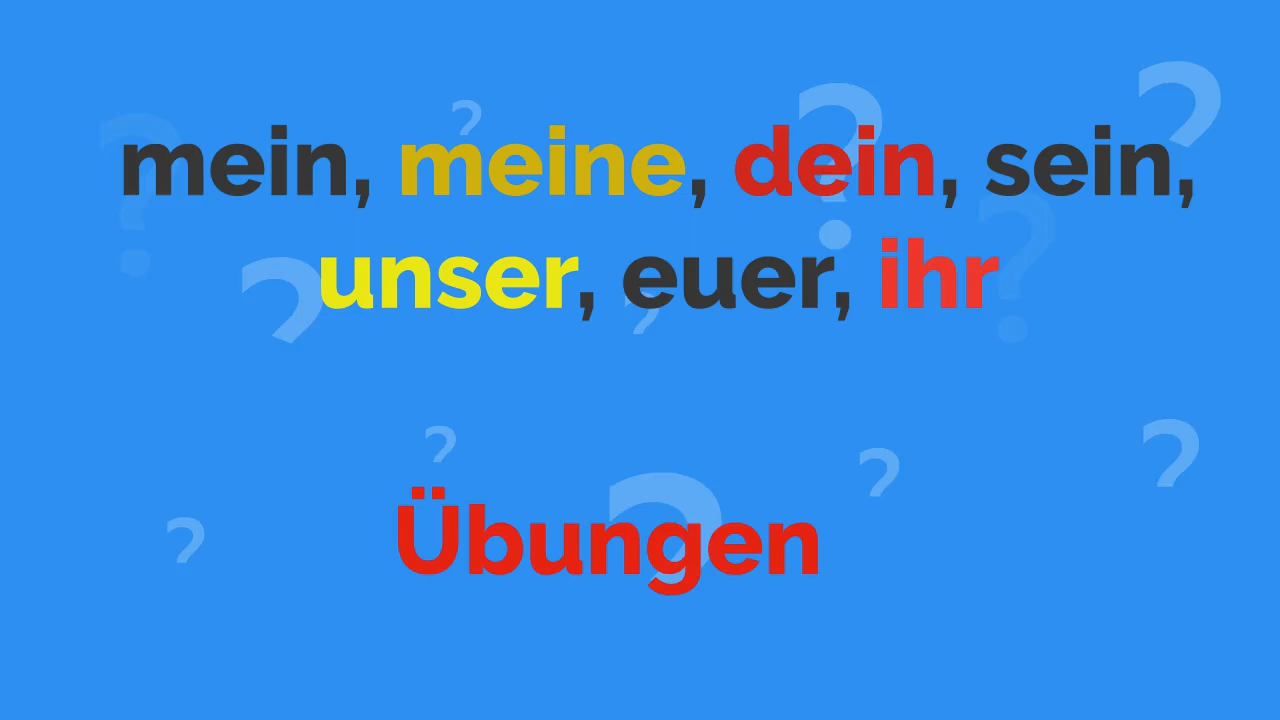 mein, meine, dein, sein,
unser, euer, ihr
Übungen